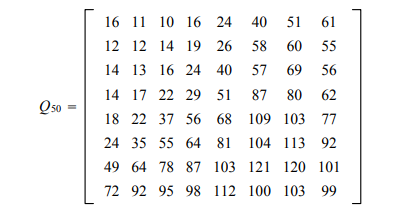 16 11 10 16 24 40 51 61
12 12 14 19 26 58 60 55
14 13 16 24 40 57 69 56
14 17 22 29 51 87 80 62
Q50 =
18 22 37 56 68 109 103 77
24 35 55 64 81 104 113 92
49 64 78 87 103 121 120 101
72 92 95 98 112 100 103 99